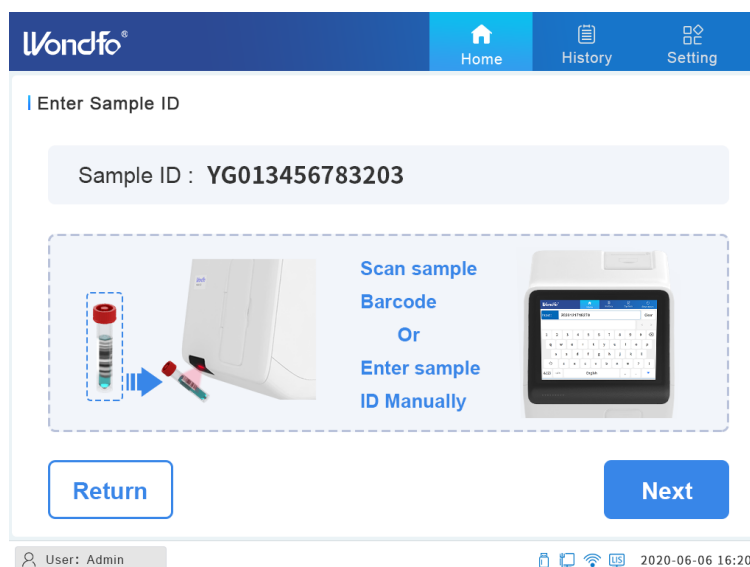 Wondfo®
Home
History
Setting
Enter Sample ID
Sample ID : YG013456783203
Scan sample
Barcode
Or
Enter sample
ID Manually
Return
Next
User: Admin
LIS
2020-06-06 16:20